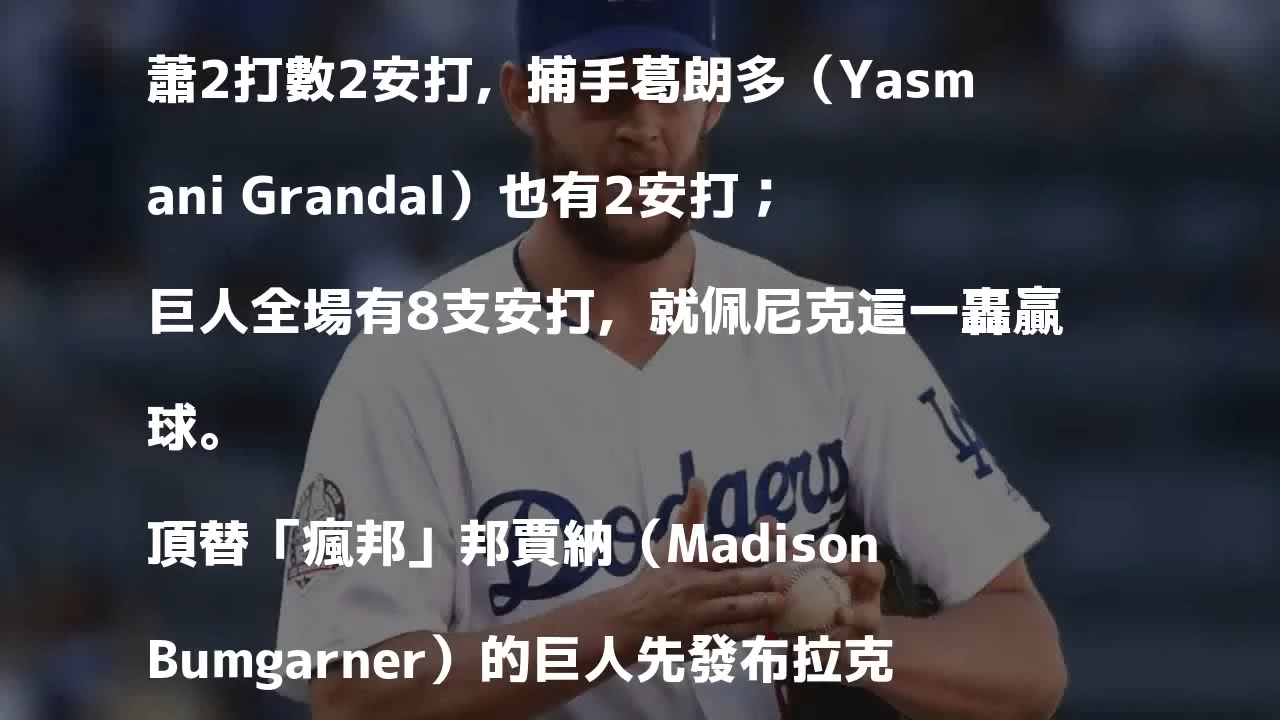 蕭2打數2安打，捕手葛朗多（Yasm
ani Grandal）也有2安打；
巨人全場有8支安打，就佩尼克這一轟贏
球。
頂替「瘋邦」邦賈納（Madison
Bumgarner）的巨人先發布拉克
Dodgers
LA